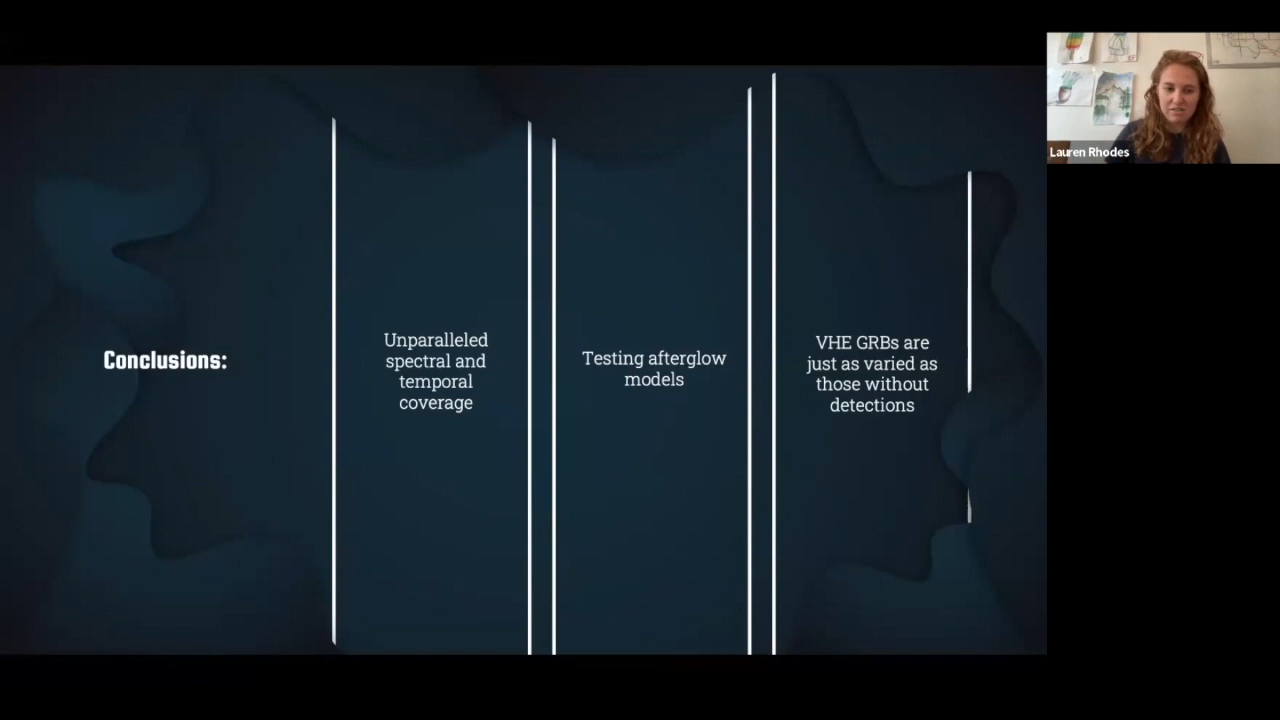 Conclusions:
Unparalleled
spectral and
temporal
coverage
Testing afterglow
models
VHE GRBs are
just as varied as
those without
detections
Lauren Rhodes